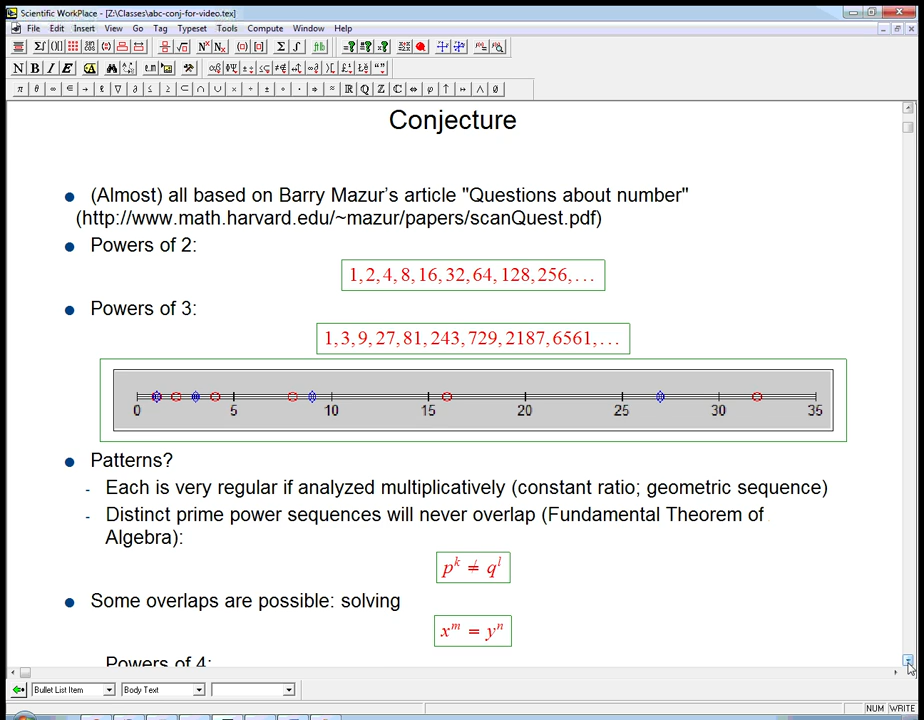 Scientific WorkPlace - [Z:\Classes\abc-conj-for-video.tex]
File Edit Insert View Go Tag Typeset Tools Compute Window Help
Conjecture
(Almost) all based on Barry Mazur's article "Questions about number"
(http://www.math.harvard.edu/~mazur/papers/scanQuest.pdf)
Powers of 2:
1,2,4,8,16,32,64,128,256,…
Powers of 3:
1,3,9,27,81,243,729,2187,6561,…
0 5 10 15 20 25 30 35
Patterns?
- Each is very regular if analyzed multiplicatively (constant ratio; geometric sequence)
- Distinct prime power sequences will never overlap (Fundamental Theorem of
Algebra):
p^k ≠ q^l
Some overlaps are possible: solving
x^m = y^n
Powers of 4:
Bullet List Item Body Text
NUM WRITE